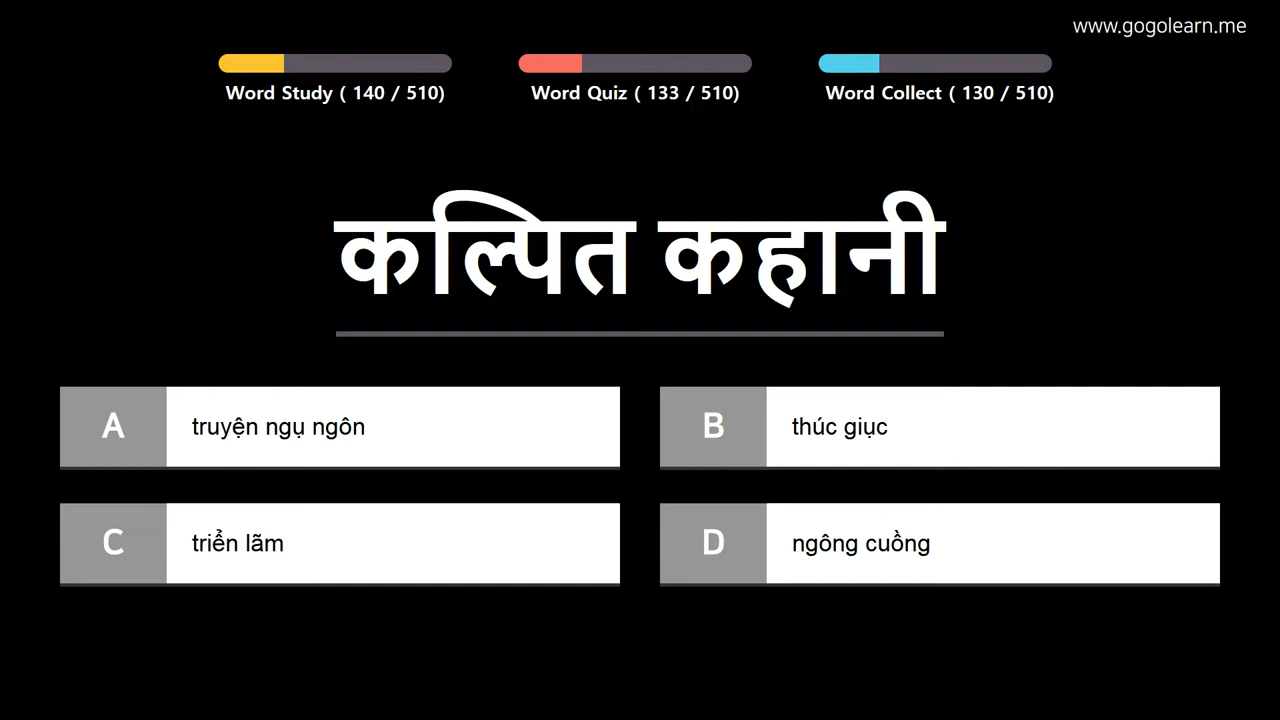 www.gogolearn.me
Word Study ( 140 / 510)
Word Quiz ( 133 / 510)
Word Collect ( 130 / 510)
कल्पित कहानी
A truyện ngụ ngôn
B thúc giục
C triển lãm
D ngông cuồng